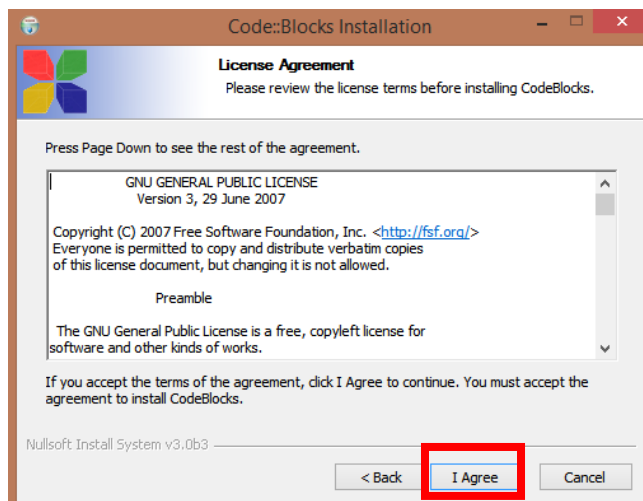 Code::Blocks Installation
License Agreement
Please review the license terms before installing CodeBlocks.
Press Page Down to see the rest of the agreement.
GNU GENERAL PUBLIC LICENSE
Version 3, 29 June 2007
Copyright (C) 2007 Free Software Foundation, Inc. <http://fsf.org/>
Everyone is permitted to copy and distribute verbatim copies
of this license document, but changing it is not allowed.
Preamble
The GNU General Public License is a free, copyleft license for
software and other kinds of works.
If you accept the terms of the agreement, click I Agree to continue. You must accept the
agreement to install CodeBlocks.
Nullsoft Install System v3.0b3
< Back I Agree Cancel